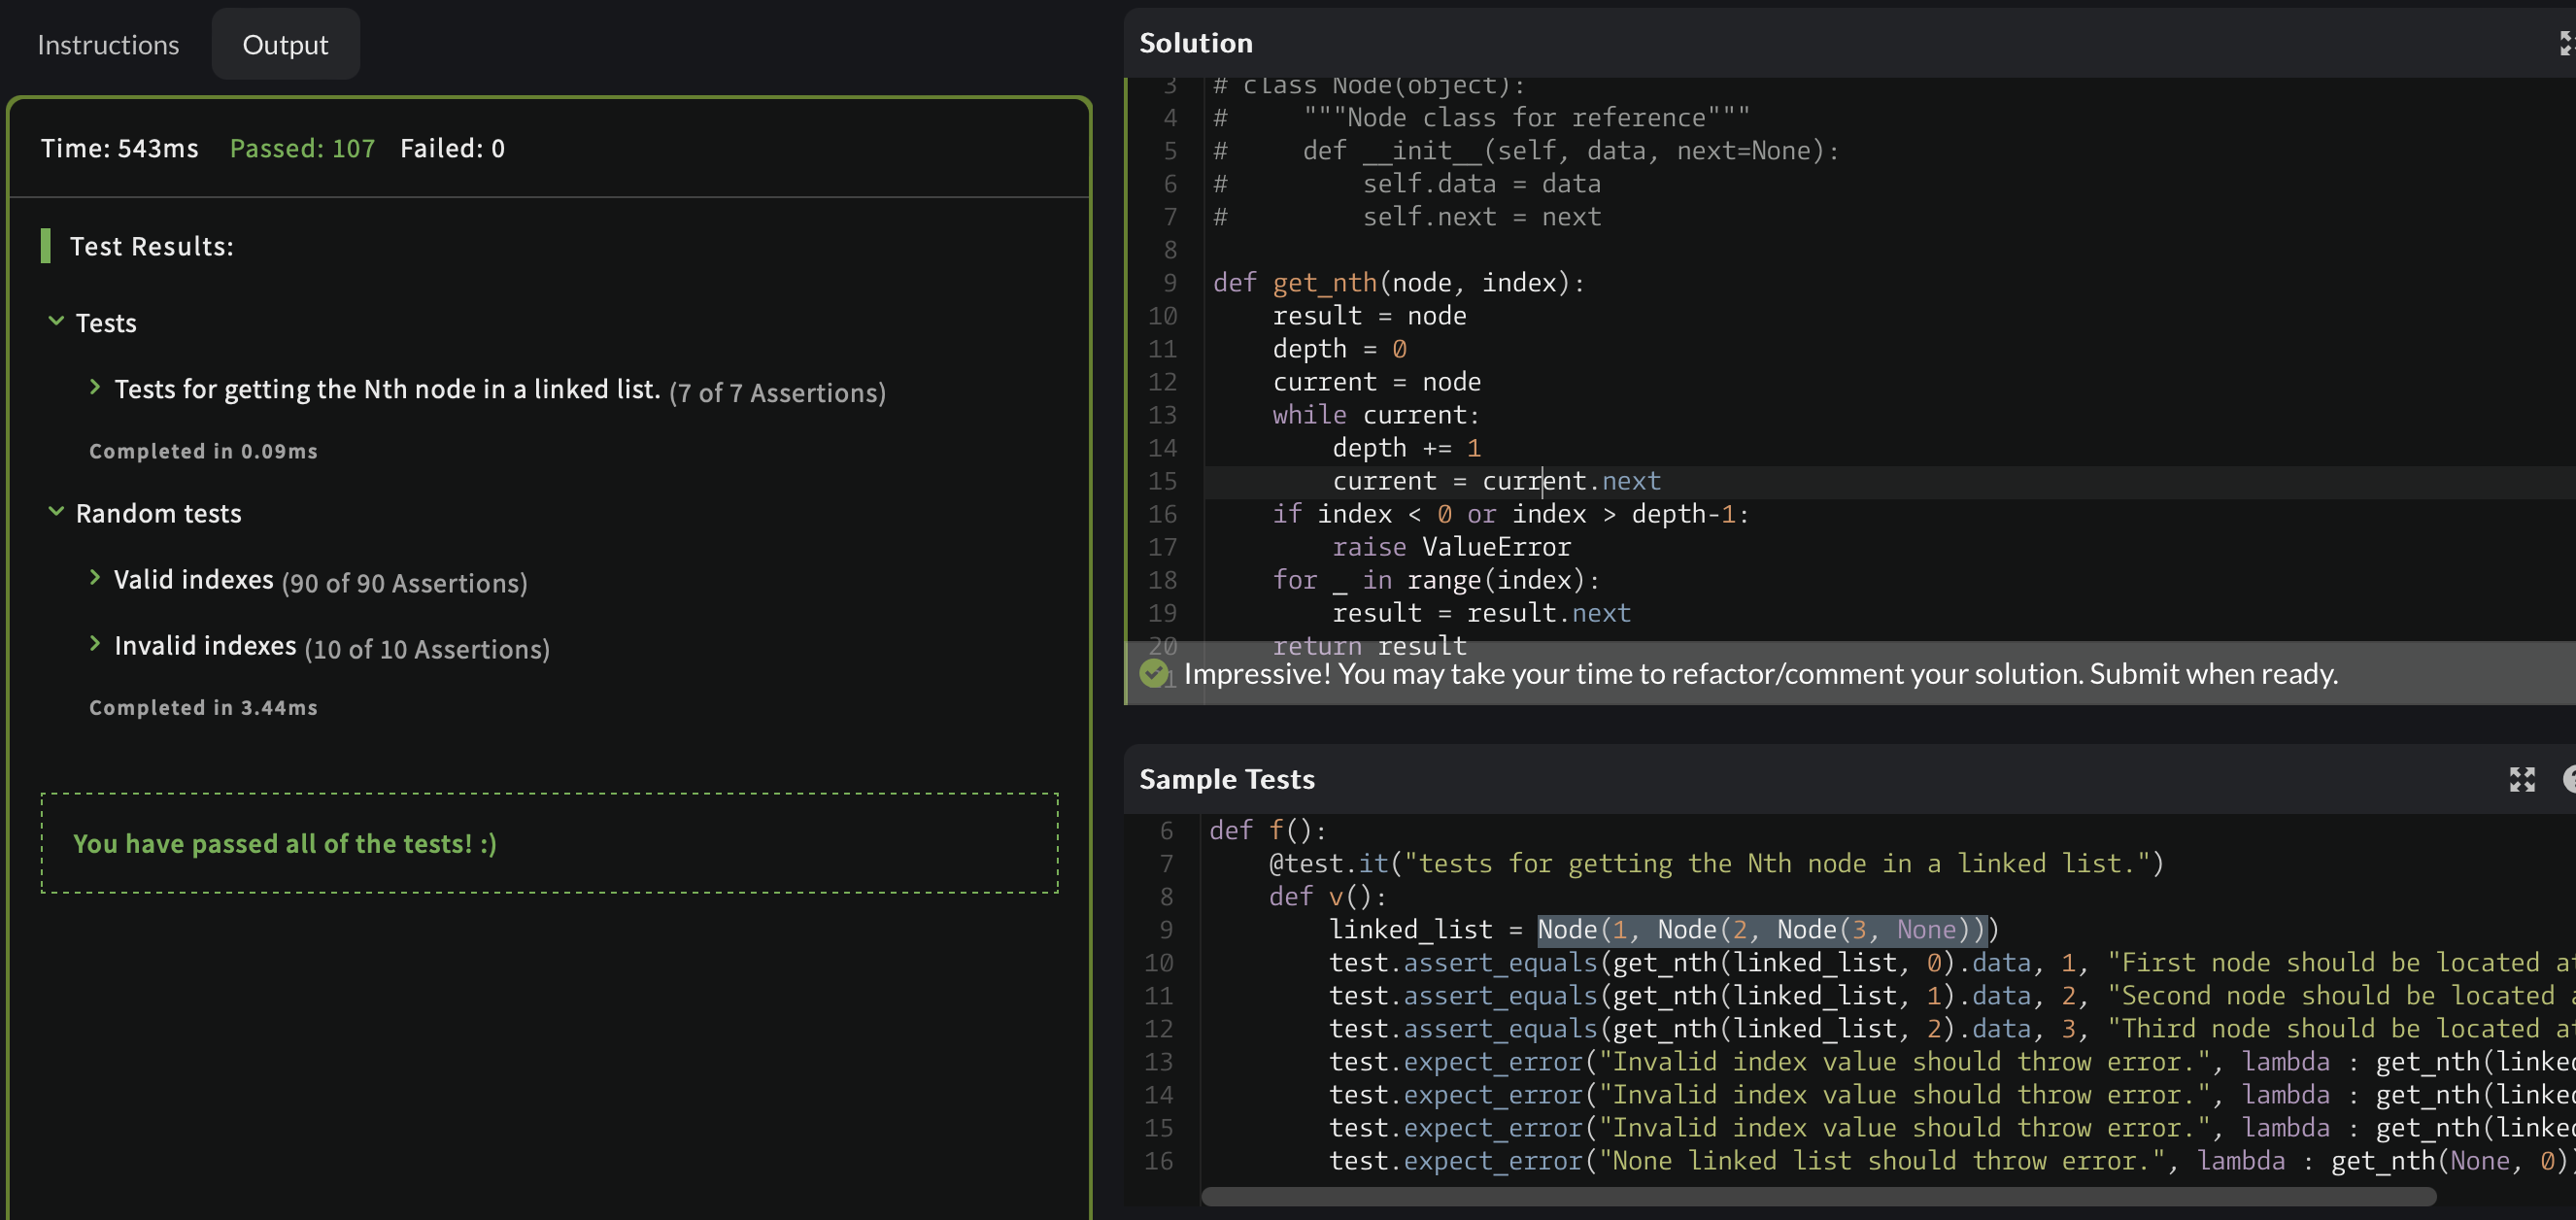 Instructions
Output
Time: 543ms Passed: 107 Failed: 0
Test Results:
Tests
Tests for getting the Nth node in a linked list. (7 of 7 Assertions)
Completed in 0.09ms
Random tests
Valid indexes (90 of 90 Assertions)
Invalid indexes (10 of 10 Assertions)
Completed in 3.44ms
You have passed all of the tests! :)
Solution
3 # class Node(object):
4 #     """Node class for reference"""
5 #     def __init__(self, data, next=None):
6 #         self.data = data
7 #         self.next = next
8
9 def get_nth(node, index):
10     result = node
11     depth = 0
12     current = node
13     while current:
14         depth += 1
15         current = current.next
16     if index < 0 or index > depth-1:
17         raise ValueError
18     for _ in range(index):
19         result = result.next
20     return result
Impressive! You may take your time to refactor/comment your solution. Submit when ready.
Sample Tests
6 def f():
7     @test.it("tests for getting the Nth node in a linked list.")
8     def v():
9         linked_list = Node(1, Node(2, Node(3, None)))
10         test.assert_equals(get_nth(linked_list, 0).data, 1, "First node should be located
11         test.assert_equals(get_nth(linked_list, 1).data, 2, "Second node should be located
12         test.assert_equals(get_nth(linked_list, 2).data, 3, "Third node should be located
13         test.expect_error("Invalid index value should throw error.", lambda : get_nth(
14         test.expect_error("Invalid index value should throw error.", lambda : get_nth(
15         test.expect_error("Invalid index value should throw error.", lambda : get_nth(
16         test.expect_error("None linked list should throw error.", lambda : get_nth(None, 0))